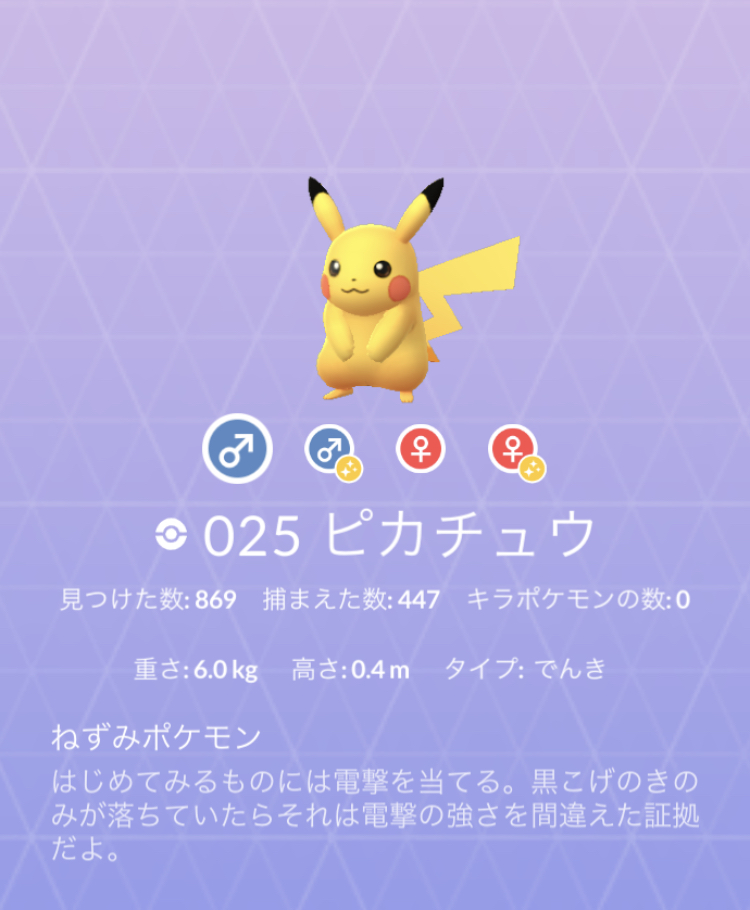 025 ピカチュウ
見つけた数: 869 捕まえた数: 447 キラポケモンの数: 0
重さ: 6.0 kg 高さ: 0.4 m タイプ: でんき
ねずみポケモン
はじめてみるものには電撃を当てる。黒こげのきの
みが落ちていたらそれは電撃の強さを間違えた証拠
だよ。